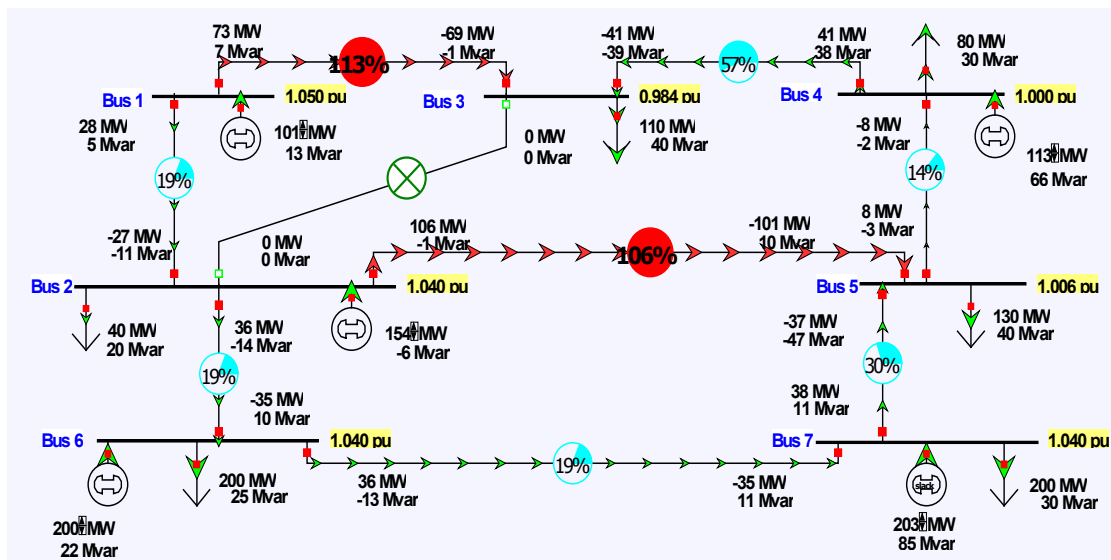 73 MW
7 Mvar
113%
-69 MW
-1 Mvar
-41 MW
-39 Mvar
57%
41 MW
38 Mvar
80 MW
30 Mvar
Bus 1
1.050 pu
Bus 3
0.984 pu
Bus 4
1.000 pu
28 MW
5 Mvar
101 MW
13 Mvar
0 MW
0 Mvar
110 MW
40 Mvar
-8 MW
-2 Mvar
113 MW
66 Mvar
19%
14%
-27 MW
-11 Mvar
0 MW
0 Mvar
106 MW
-1 Mvar
106%
-101 MW
10 Mvar
8 MW
-3 Mvar
Bus 2
1.040 pu
Bus 5
1.006 pu
40 MW
20 Mvar
36 MW
-14 Mvar
154 MW
-6 Mvar
-37 MW
-47 Mvar
130 MW
40 Mvar
19%
30%
-35 MW
10 Mvar
38 MW
11 Mvar
Bus 6
1.040 pu
Bus 7
1.040 pu
19%
200 MW
22 Mvar
200 MW
25 Mvar
36 MW
-13 Mvar
-35 MW
11 Mvar
slack
203 MW
85 Mvar
200 MW
30 Mvar